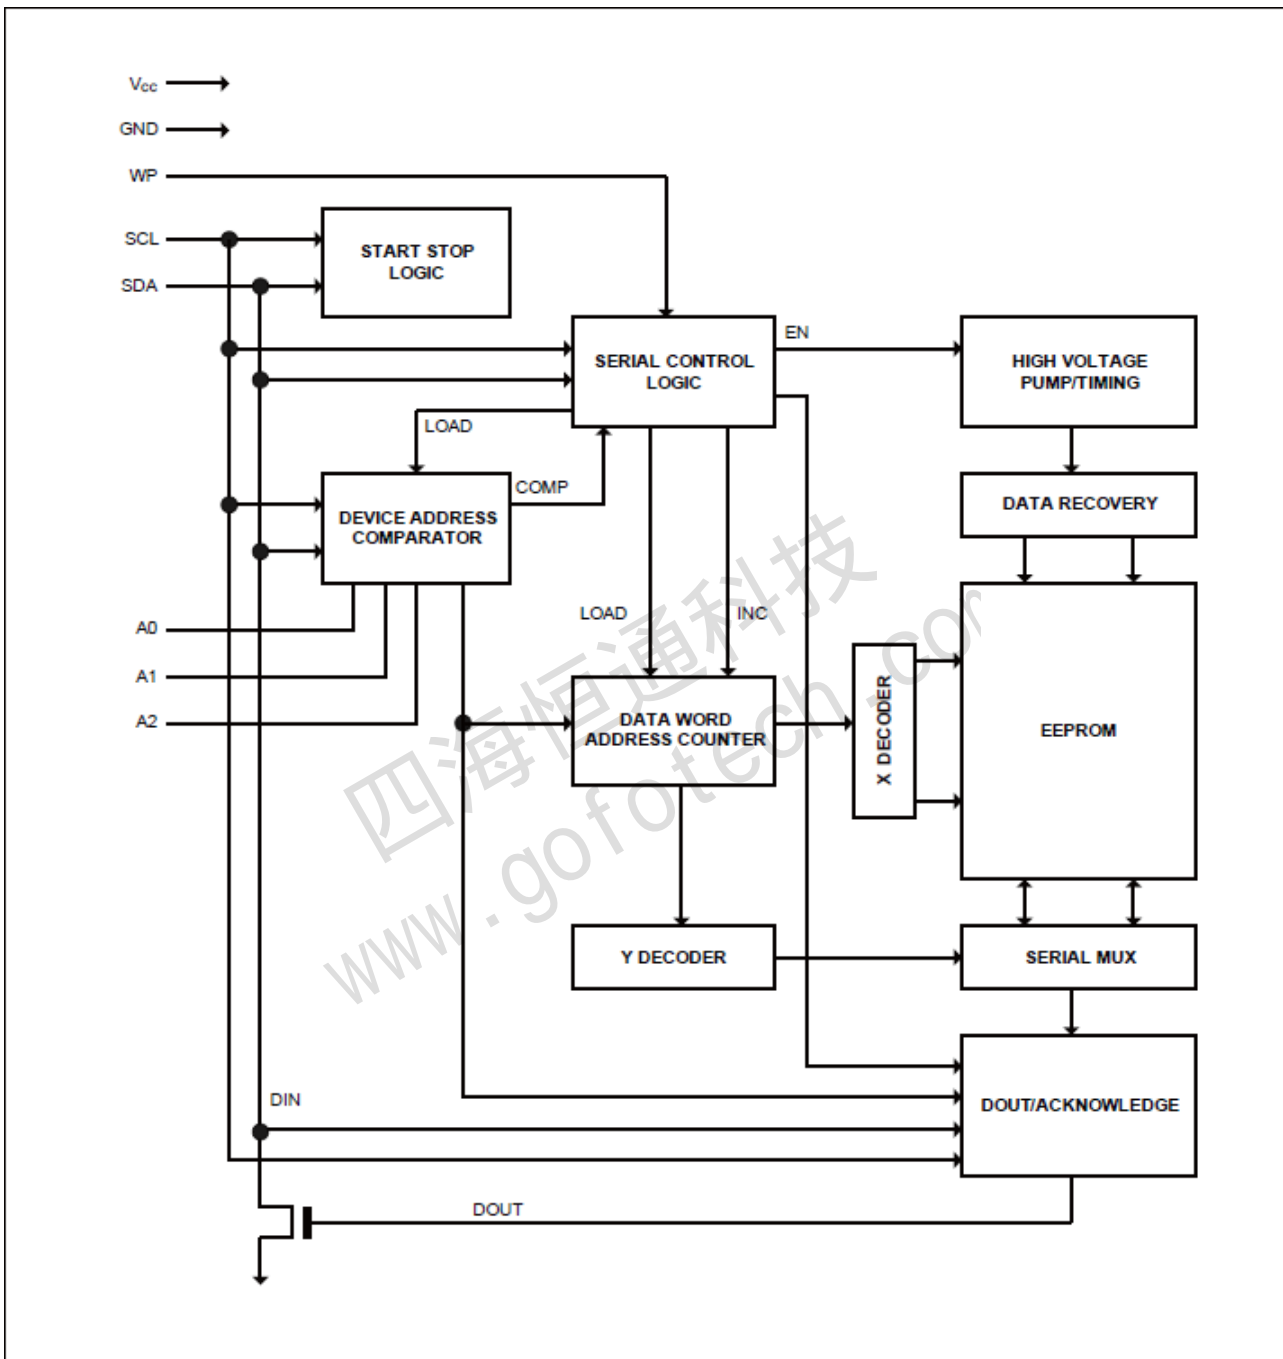 Vcc
GND
WP
SCL
SDA
START STOP
LOGIC
SERIAL CONTROL
LOGIC
EN
HIGH VOLTAGE
PUMP/TIMING
LOAD
COMP
DATA RECOVERY
DEVICE ADDRESS
COMPARATOR
A0
A1
A2
LOAD
INC
DATA WORD
ADDRESS COUNTER
X DECODER
EEPROM
Y DECODER
SERIAL MUX
DIN
DOUT/ACKNOWLEDGE
DOUT
四海恒通科技
www.gofotech.com